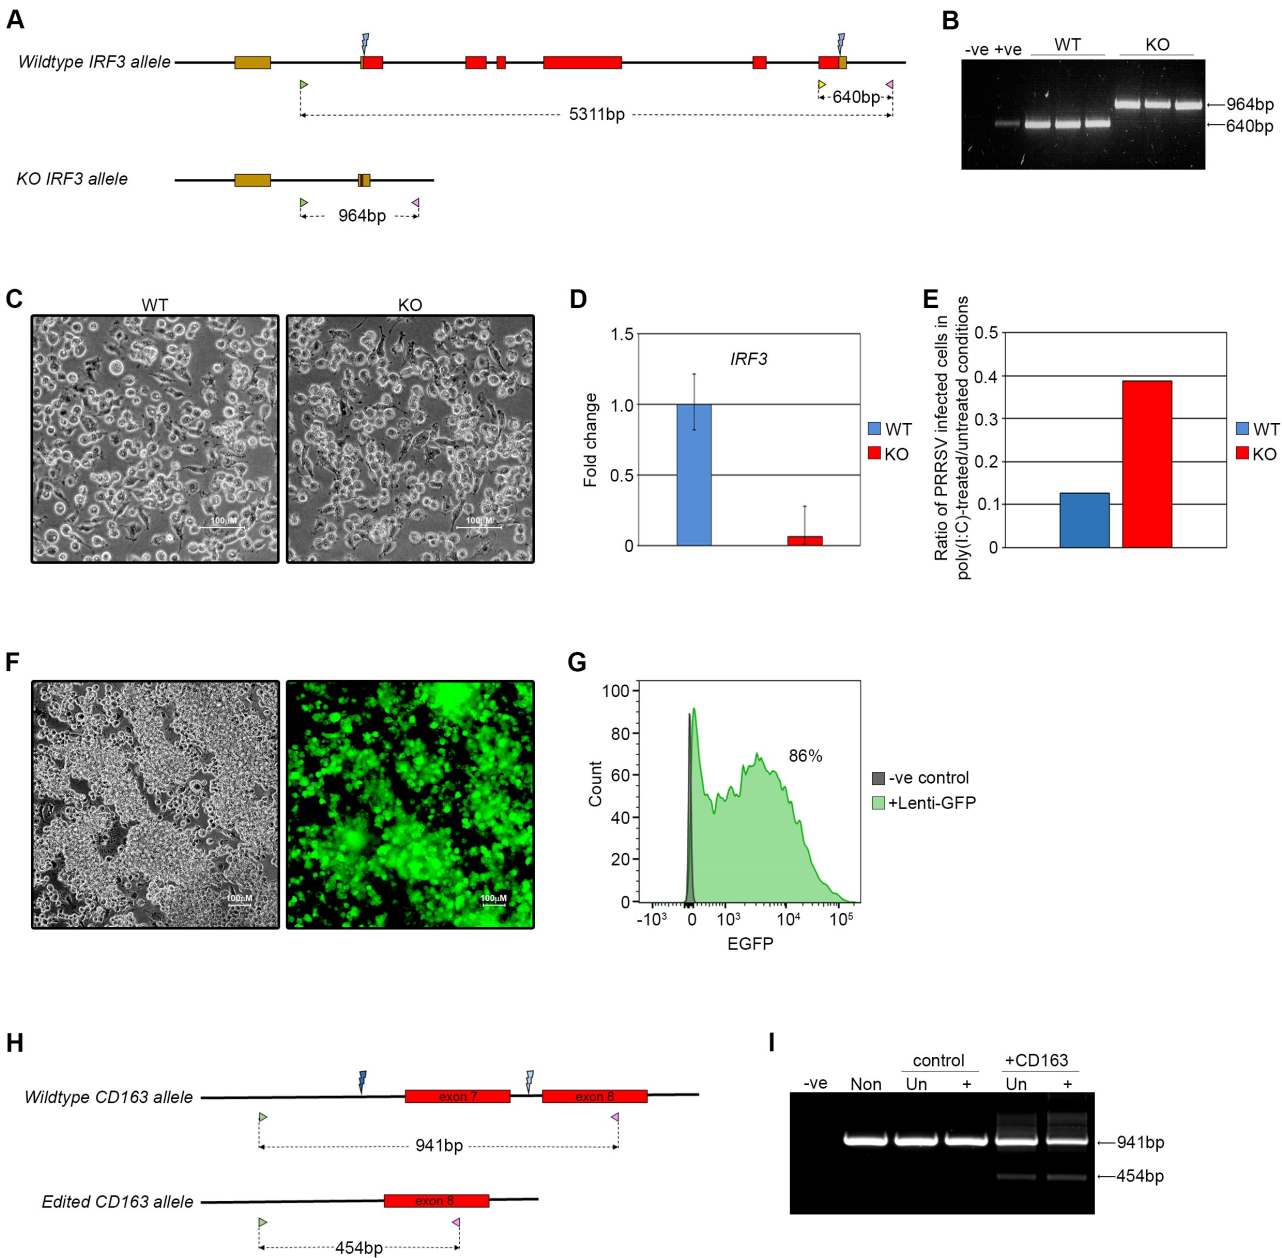 A
Wildtype IRF3 allele
640bp
5311bp
KO IRF3 allele
964bp
B
-ve +ve WT KO
964bp
640bp
C
WT KO
100µM
100µM
D
Fold change
1.5
1.0
0.5
0
IRF3
WT
KO
E
Ratio of PRRSV infected cells in
poly(I:C)-treated/untreated conditions
0.5
0.4
0.3
0.2
0.1
0
WT
KO
F
100µM
100µM
G
Count
100
80
60
40
20
0
86%
-10³ 0 10³ 10⁴ 10⁵
EGFP
-ve control
+Lenti-GFP
H
Wildtype CD163 allele
exon 7 exon 8
941bp
Edited CD163 allele
exon 8
454bp
I
control +CD163
-ve Non Un + Un +
941bp
454bp